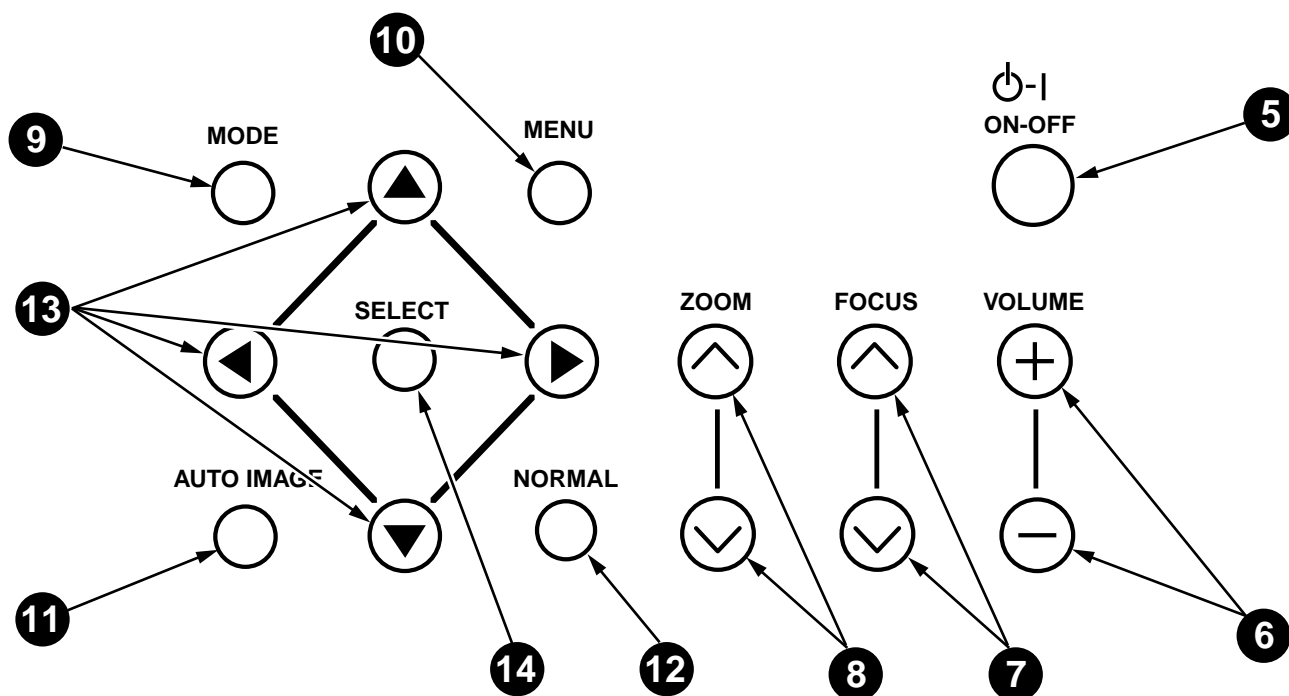 10
5
ON-OFF
9
MODE
MENU
13
SELECT
ZOOM
FOCUS
VOLUME
AUTO IMAGE
NORMAL
11
14
12
8
7
6